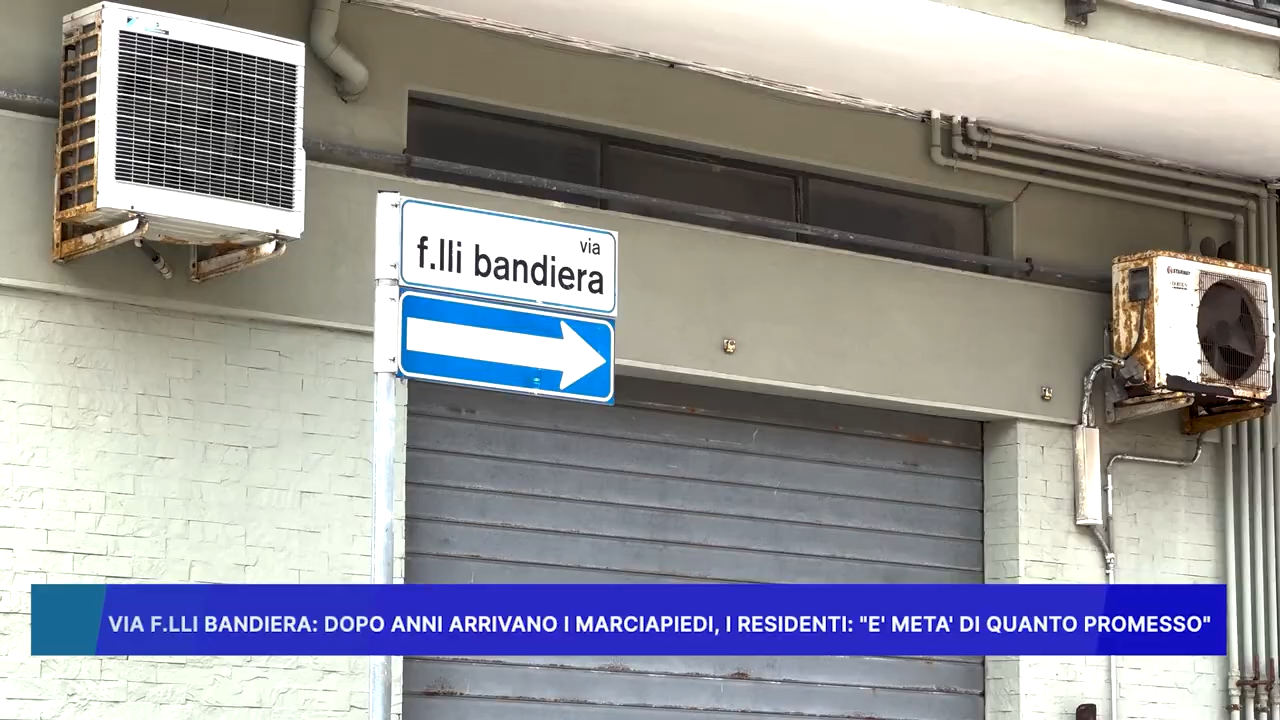 via
f.lli bandiera
VIA F.LLI BANDIERA: DOPO ANNI ARRIVANO I MARCIAPIEDI, I RESIDENTI: "E' META' DI QUANTO PROMESSO"